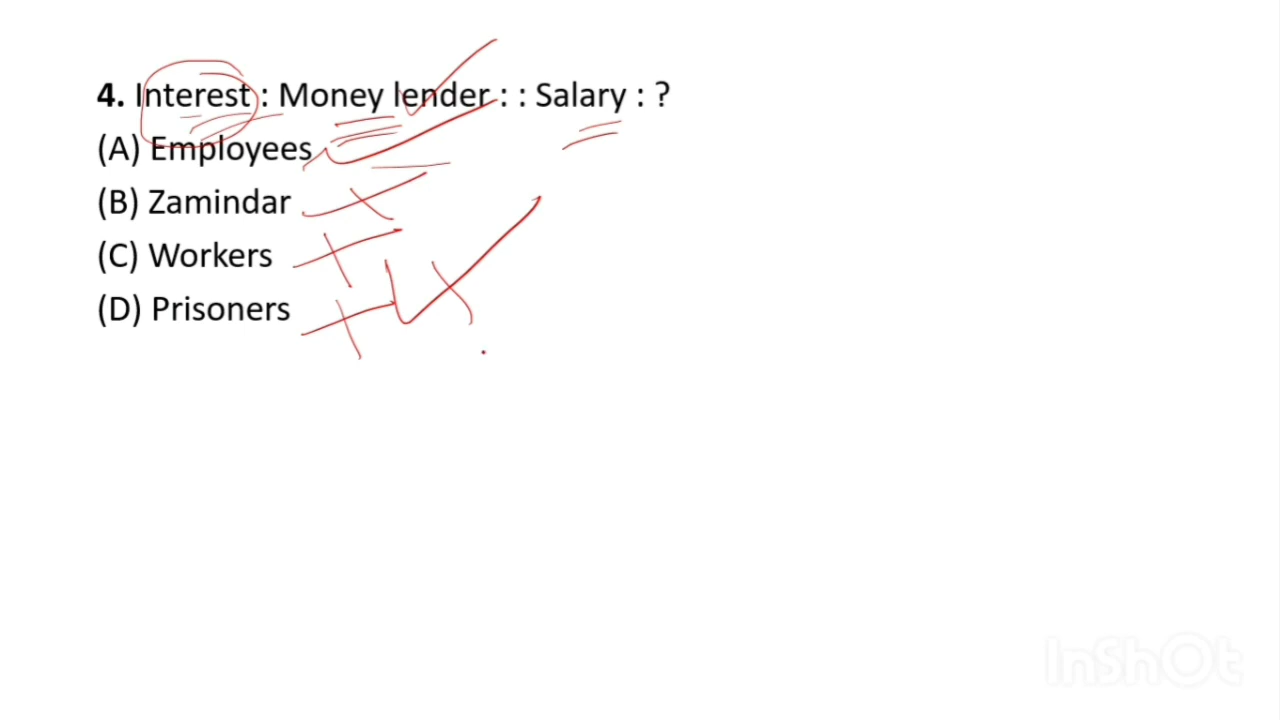 4. Interest : Money lender : : Salary : ?
(A) Employees
(B) Zamindar
(C) Workers
(D) Prisoners
InShOt